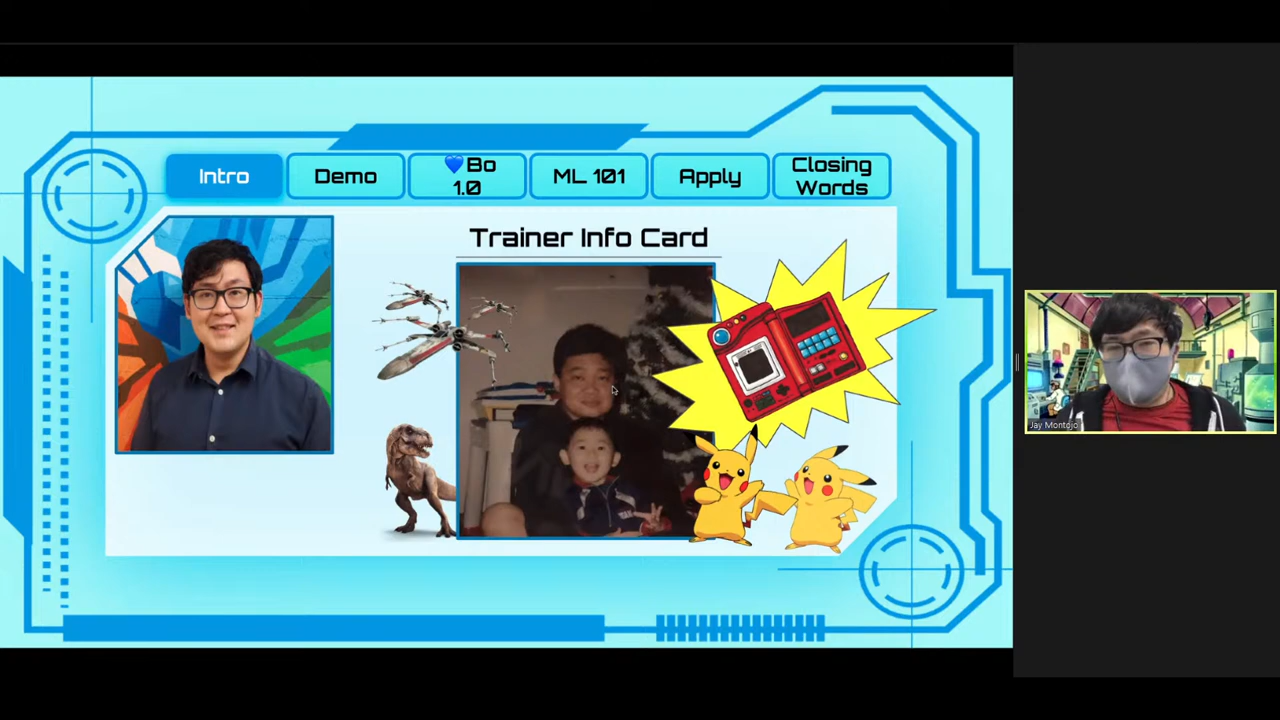 Intro
Demo
💙Bo
1.0
ML 101
Apply
Closing
Words
Trainer Info Card
Jay Montojo